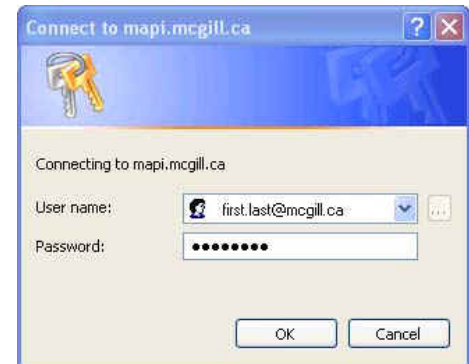 Connect to mapi.mcgill.ca
Connecting to mapi.mcgill.ca
User name:
first.last@mcgill.ca
...
Password:
●●●●●●●●
OK
Cancel